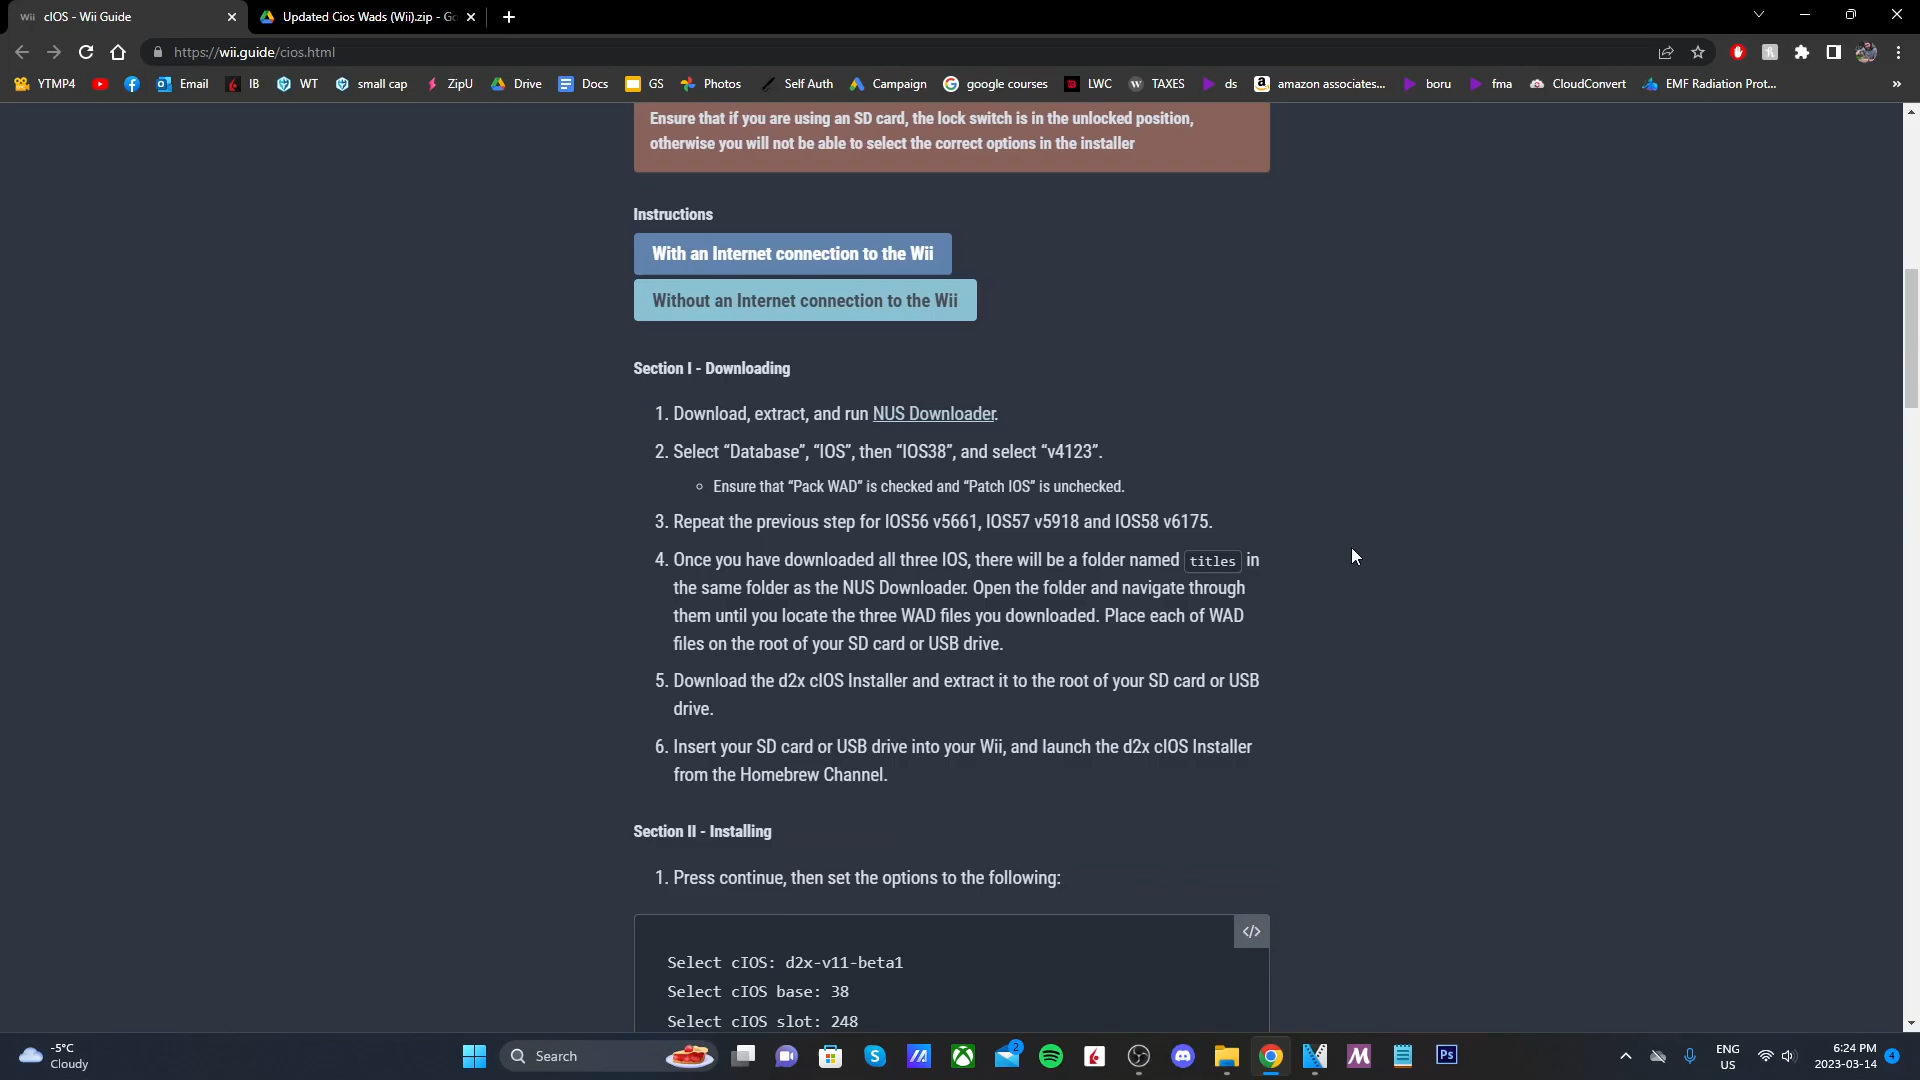 Wii cIOS - Wii Guide
Updated Cios Wads (Wii).zip - Go
https://wii.guide/cios.html
YTMP4 Email IB WT small cap ZipU Drive Docs GS Photos Self Auth Campaign google courses LWC TAXES ds amazon associates... boru fma CloudConvert EMF Radiation Prot... »
Ensure that if you are using an SD card, the lock switch is in the unlocked position,
otherwise you will not be able to select the correct options in the installer
Instructions
With an Internet connection to the Wii
Without an Internet connection to the Wii
Section I - Downloading
1. Download, extract, and run NUS Downloader.
2. Select “Database”, “IOS”, then “IOS38”, and select “v4123”.
Ensure that “Pack WAD” is checked and “Patch IOS” is unchecked.
3. Repeat the previous step for IOS56 v5661, IOS57 v5918 and IOS58 v6175.
4. Once you have downloaded all three IOS, there will be a folder named titles in
the same folder as the NUS Downloader. Open the folder and navigate through
them until you locate the three WAD files you downloaded. Place each of WAD
files on the root of your SD card or USB drive.
5. Download the d2x cIOS Installer and extract it to the root of your SD card or USB
drive.
6. Insert your SD card or USB drive into your Wii, and launch the d2x cIOS Installer
from the Homebrew Channel.
Section II - Installing
1. Press continue, then set the options to the following:
</>
Select cIOS: d2x-v11-beta1
Select cIOS base: 38
Select cIOS slot: 248
-5°C
Cloudy
Search
2
Ps
ENG
US
6:24 PM
2023-03-14
4